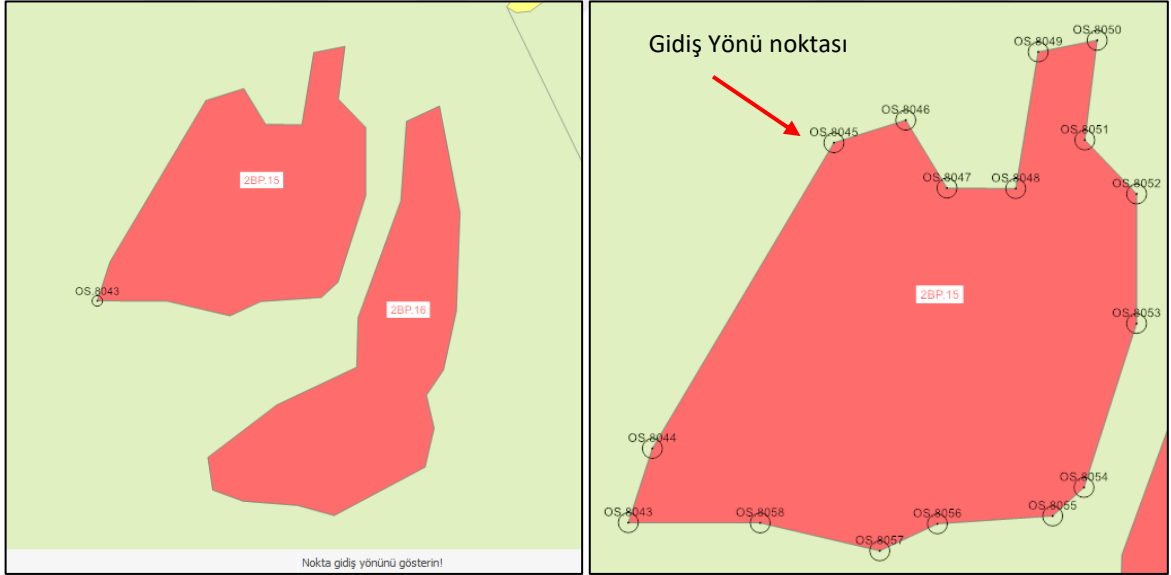 2BP.15
OS.8043
2BP.16
Nokta gidiş yönünü gösterin!
Gidiş Yönü noktası
OS.8050
OS.8049
OS.8046
OS.8045
OS.8051
OS.8047
OS.8048
OS.8052
2BP.15
OS.8053
OS.8044
OS.8054
OS.8055
OS.8043
OS.8058
OS.8056
OS.8057